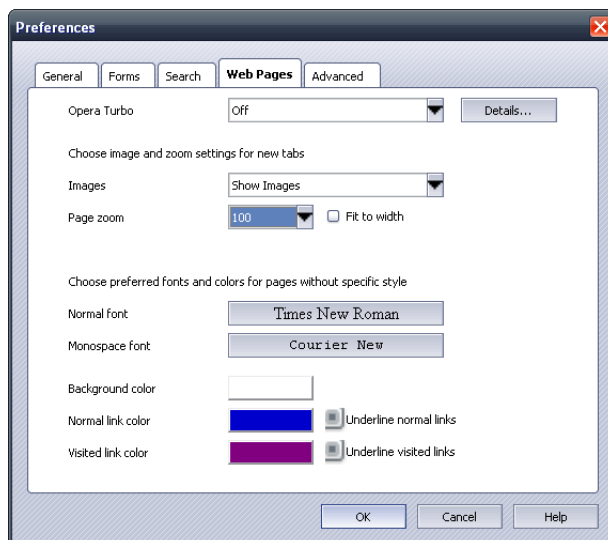 Preferences
General Forms Search Web Pages Advanced
Opera Turbo Off Details...
Choose image and zoom settings for new tabs
Images Show Images
Page zoom 100 Fit to width
Choose preferred fonts and colors for pages without specific style
Normal font Times New Roman
Monospace font Courier New
Background color
Normal link color Underline normal links
Visited link color Underline visited links
OK Cancel Help